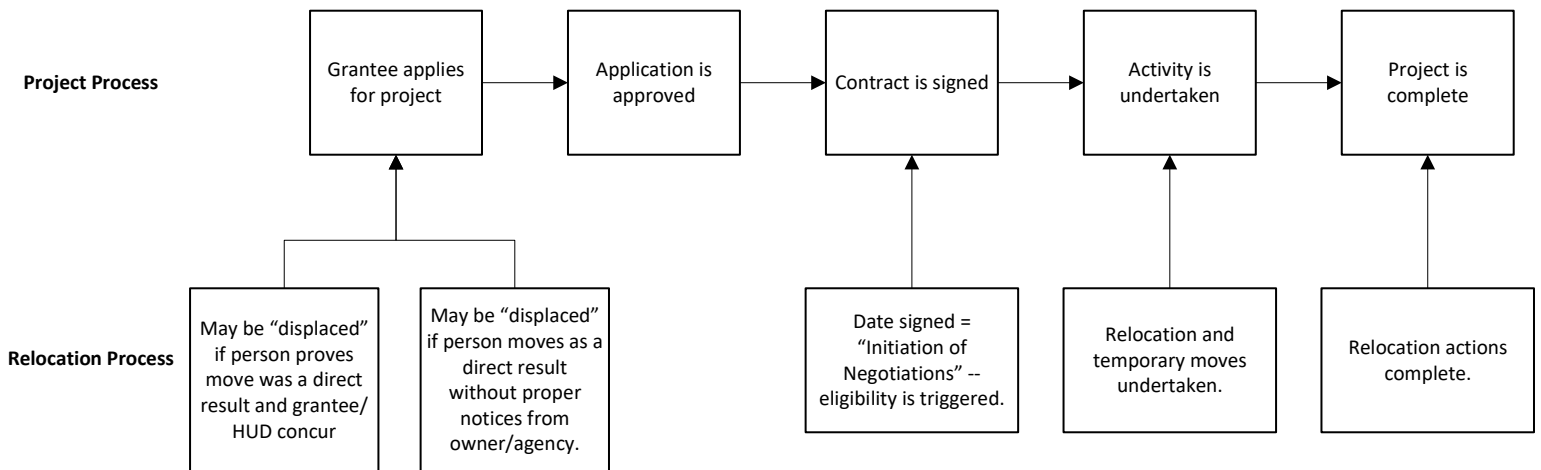 Project Process
Grantee applies
for project
Application is
approved
Contract is signed
Activity is
undertaken
Project is
complete
Relocation Process
May be “displaced”
if person proves
move was a direct
result and grantee/
HUD concur
May be “displaced”
if person moves as a
direct result
without proper
notices from
owner/agency.
Date signed =
“Initiation of
Negotiations” --
eligibility is triggered.
Relocation and
temporary moves
undertaken.
Relocation actions
complete.